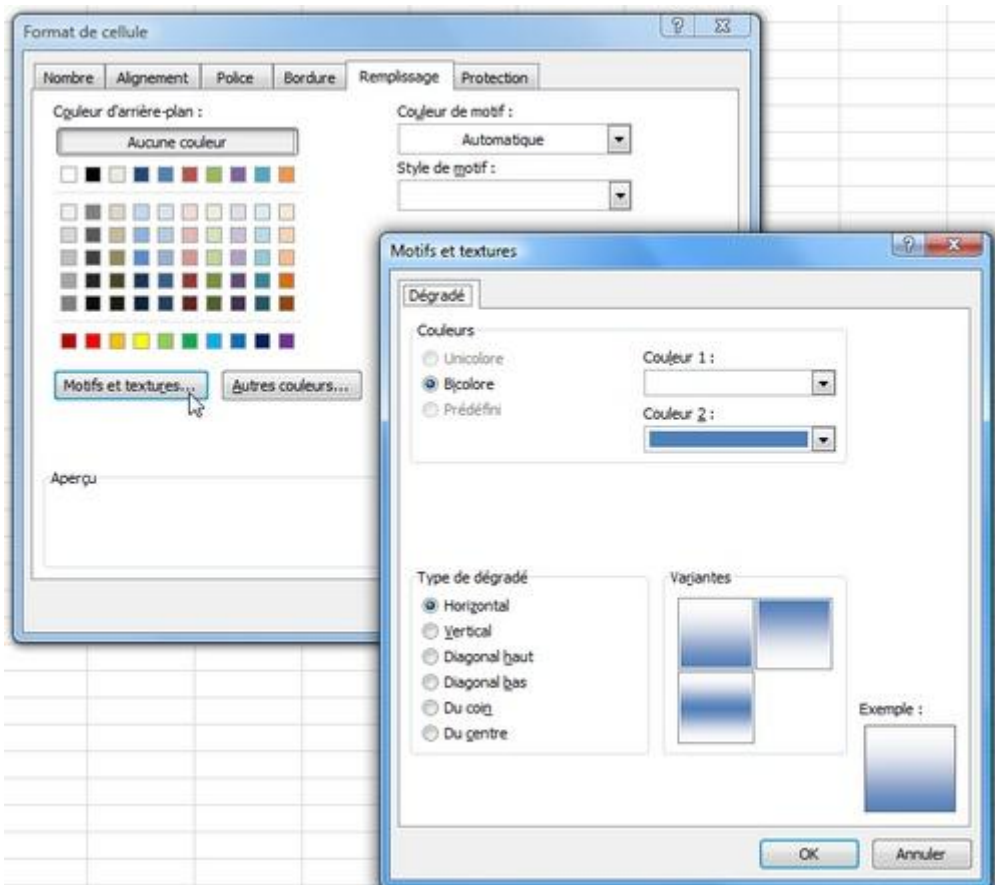 Format de cellule
Nombre Alignement Police Bordure Remplissage Protection
Couleur d'arrière-plan :
Aucune couleur
Couleur de motif :
Automatique
Style de motif :
Motifs et textures... Autres couleurs...
Aperçu
Motifs et textures
Dégradé
Couleurs
Unicolore
Bicolore
Prédéfini
Couleur 1 :
Couleur 2 :
Type de dégradé
Horizontal
Vertical
Diagonal haut
Diagonal bas
Du coin
Du centre
Variantes
Exemple :
OK Annuler